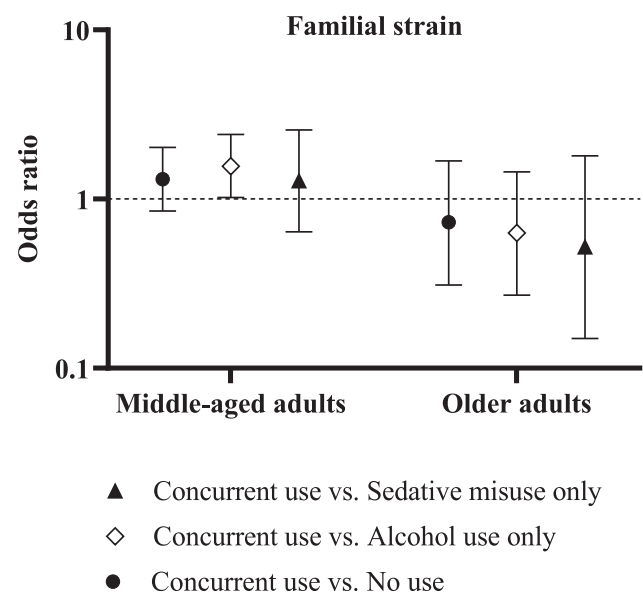 Familial strain
10
1
0.1
Odds ratio
Middle-aged adults
Older adults
Concurrent use vs. Sedative misuse only
Concurrent use vs. Alcohol use only
Concurrent use vs. No use